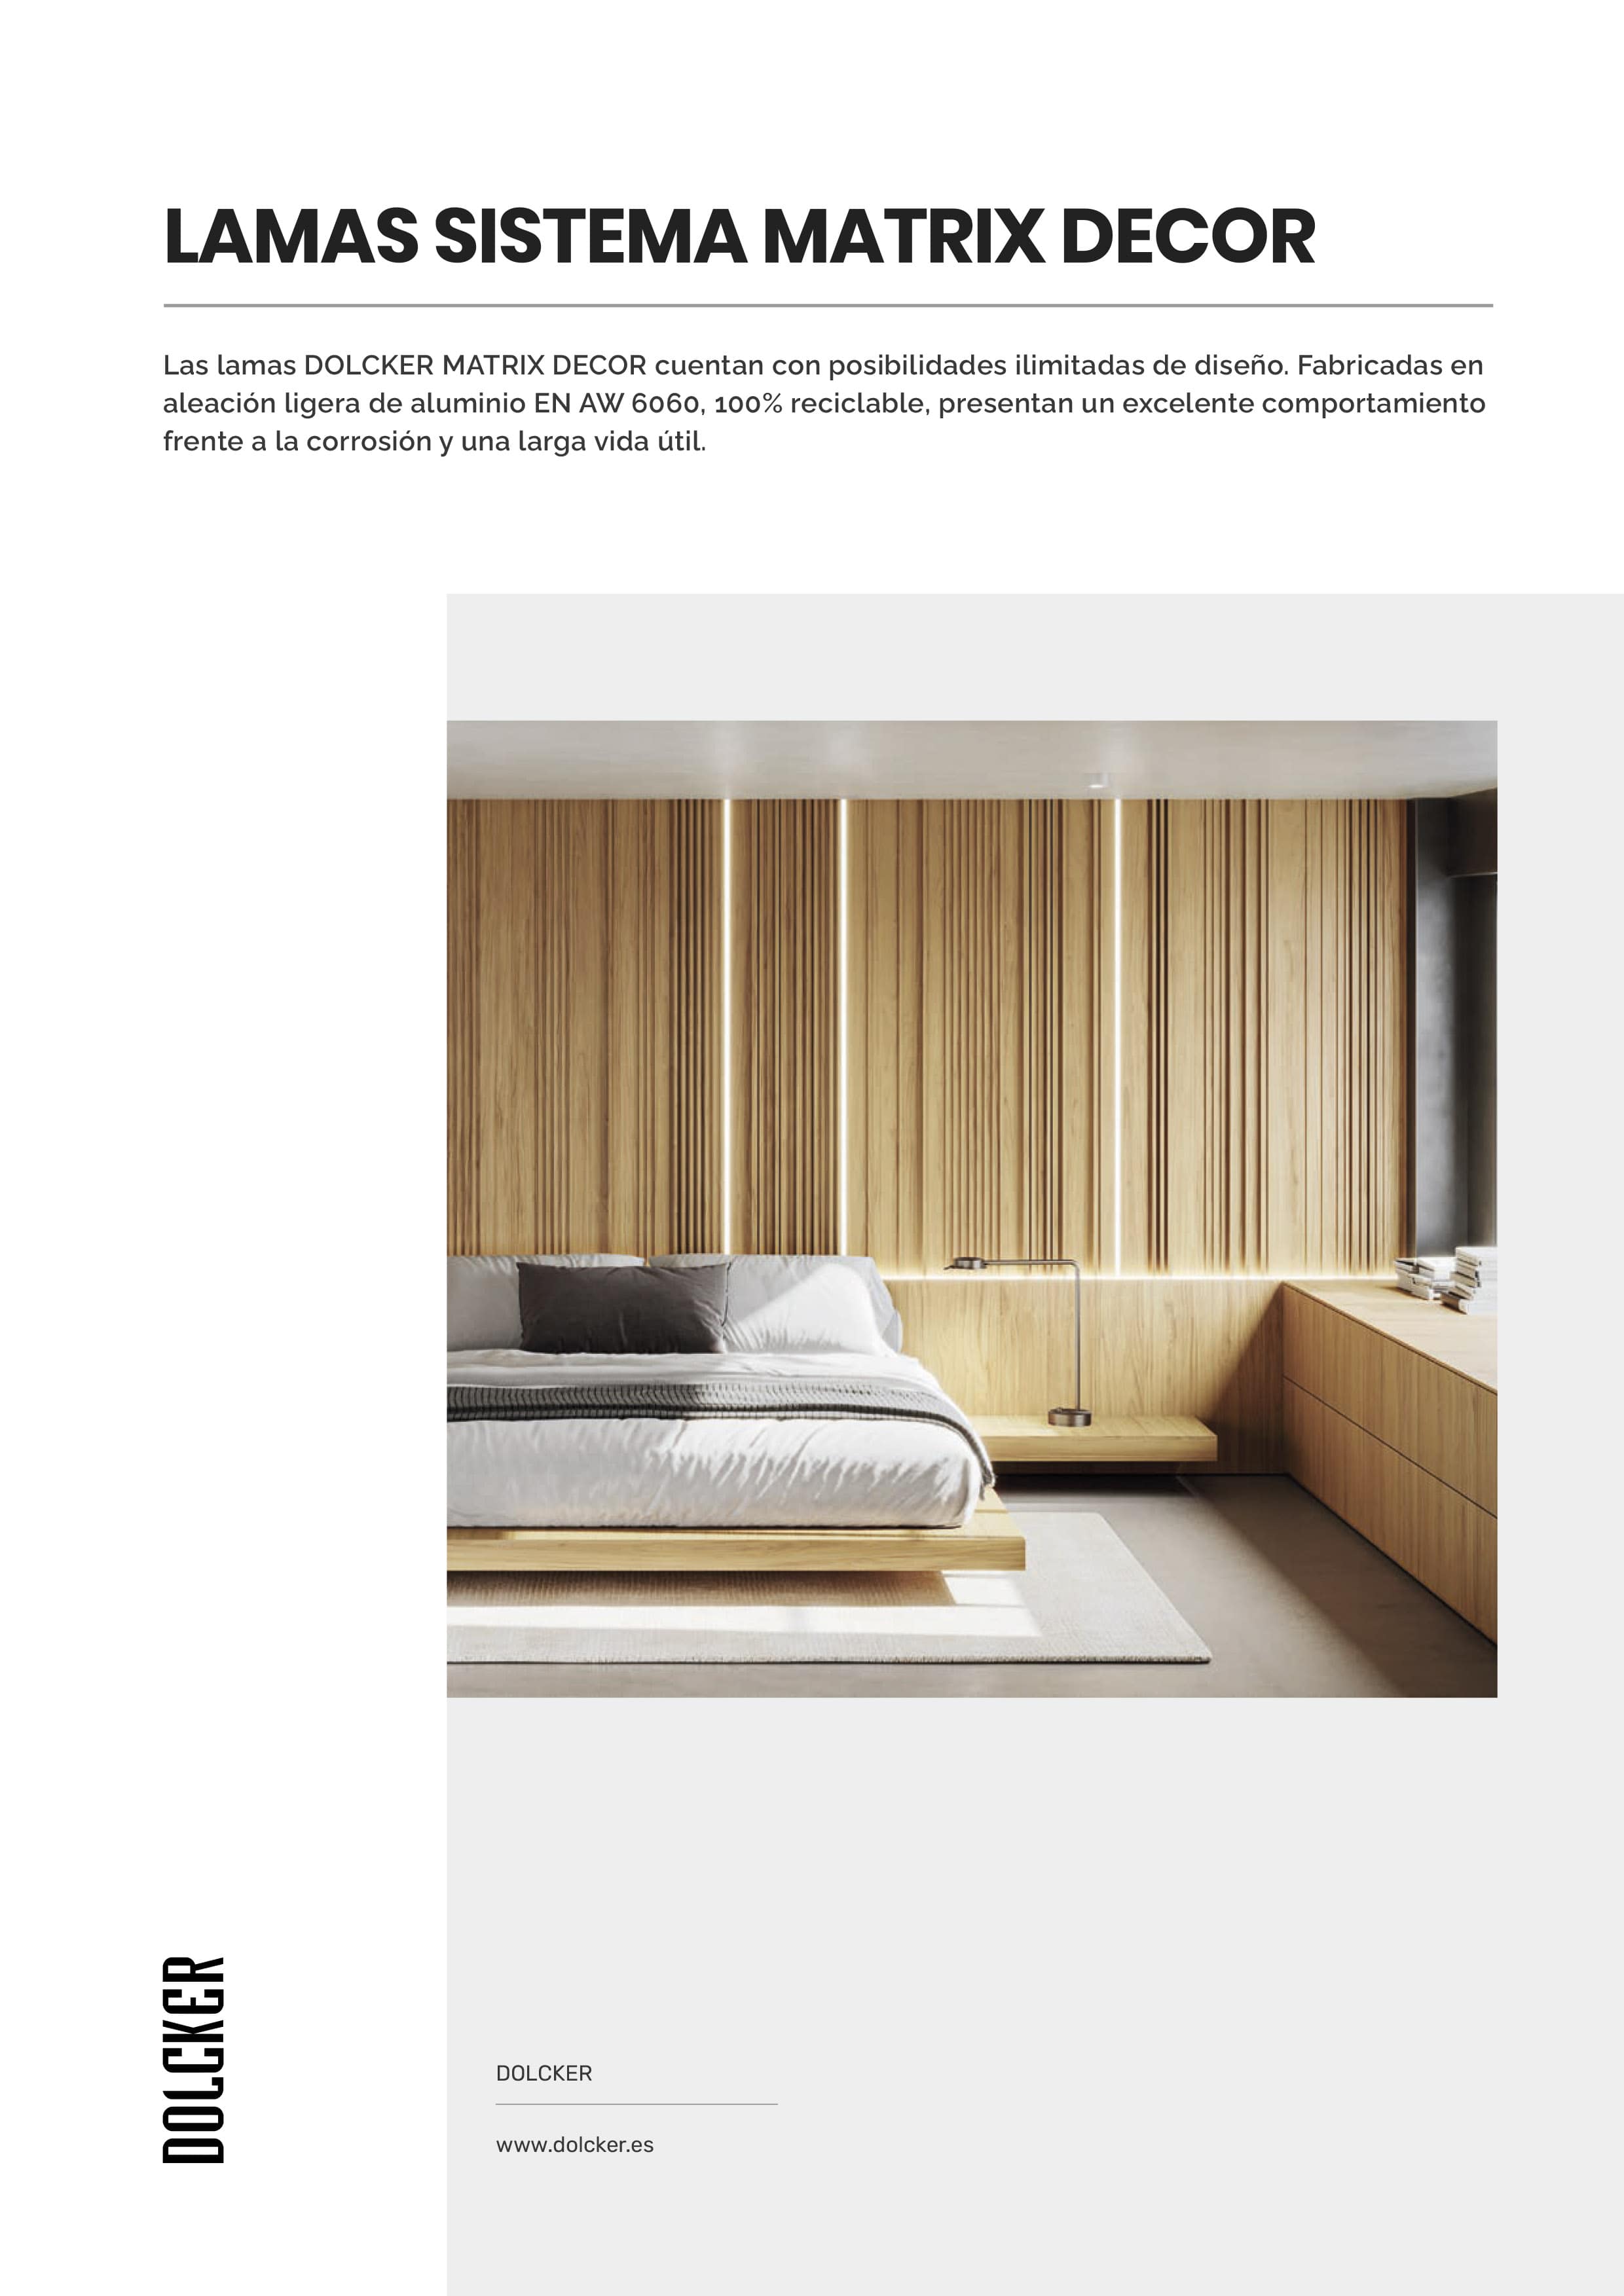 LAMAS SISTEMA MATRIX DECOR
Las lamas DOLCKER MATRIX DECOR cuentan con posibilidades ilimitadas de diseño. Fabricadas en
aleación ligera de aluminio EN AW 6060, 100% reciclable, presentan un excelente comportamiento
frente a la corrosión y una larga vida útil.
DOLCKER
DOLCKER
www.dolcker.es